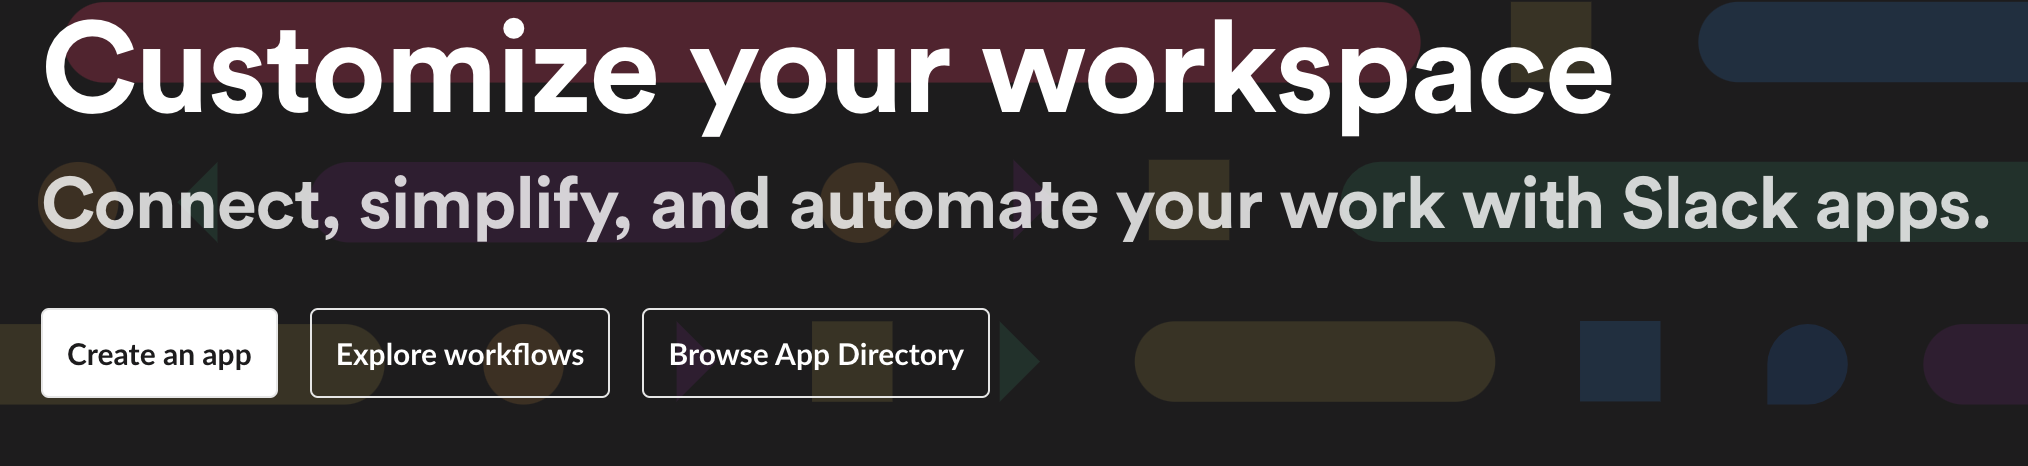 Customize your workspace
Connect, simplify, and automate your work with Slack apps.
Create an app
Explore workflows
Browse App Directory